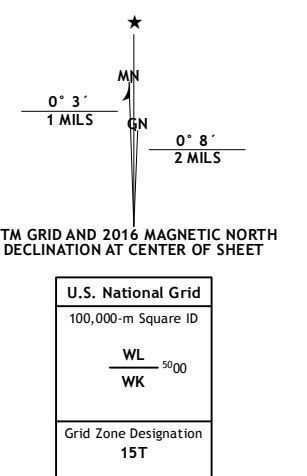 ★
MN
0° 3´
1 MILS
GN
0° 8´
2 MILS
TM GRID AND 2016 MAGNETIC NORTH
DECLINATION AT CENTER OF SHEET
U.S. National Grid
100,000-m Square ID
WL
5000
WK
Grid Zone Designation
15T